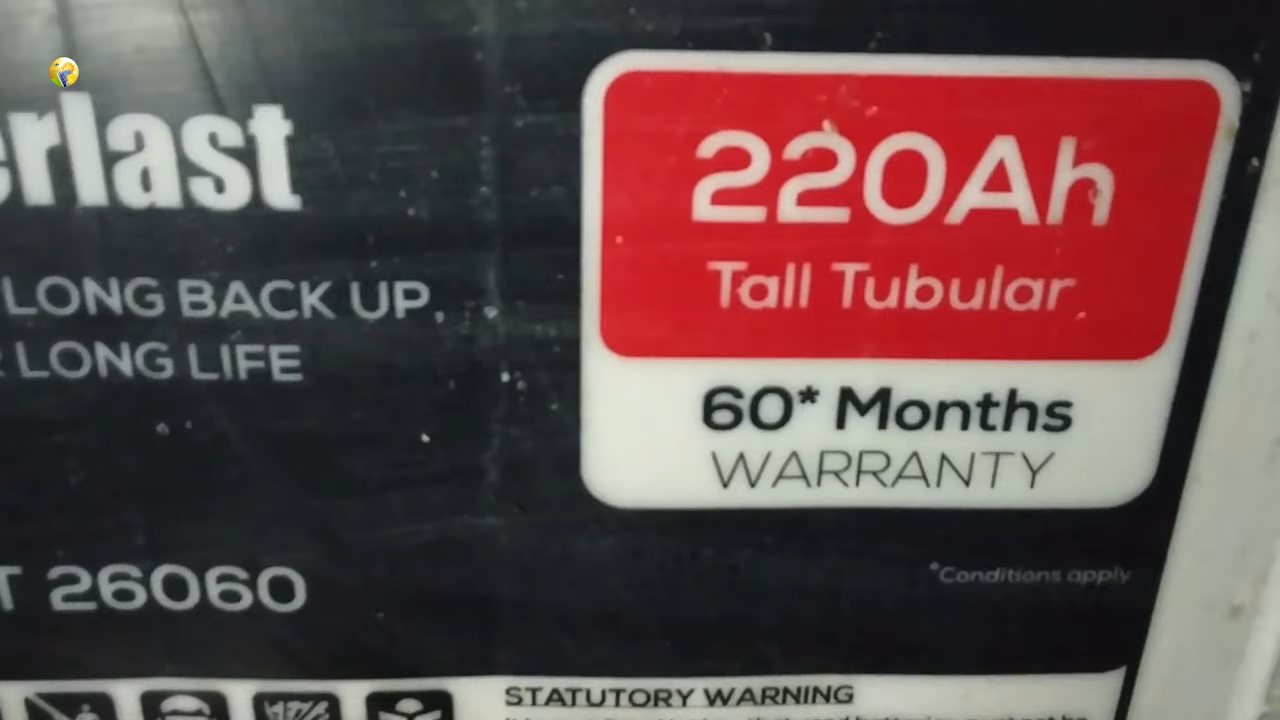 erlast
LONG BACK UP
LONG LIFE
220Ah
Tall Tubular
60* Months
WARRANTY
T 26060
*Conditions apply
STATUTORY WARNING